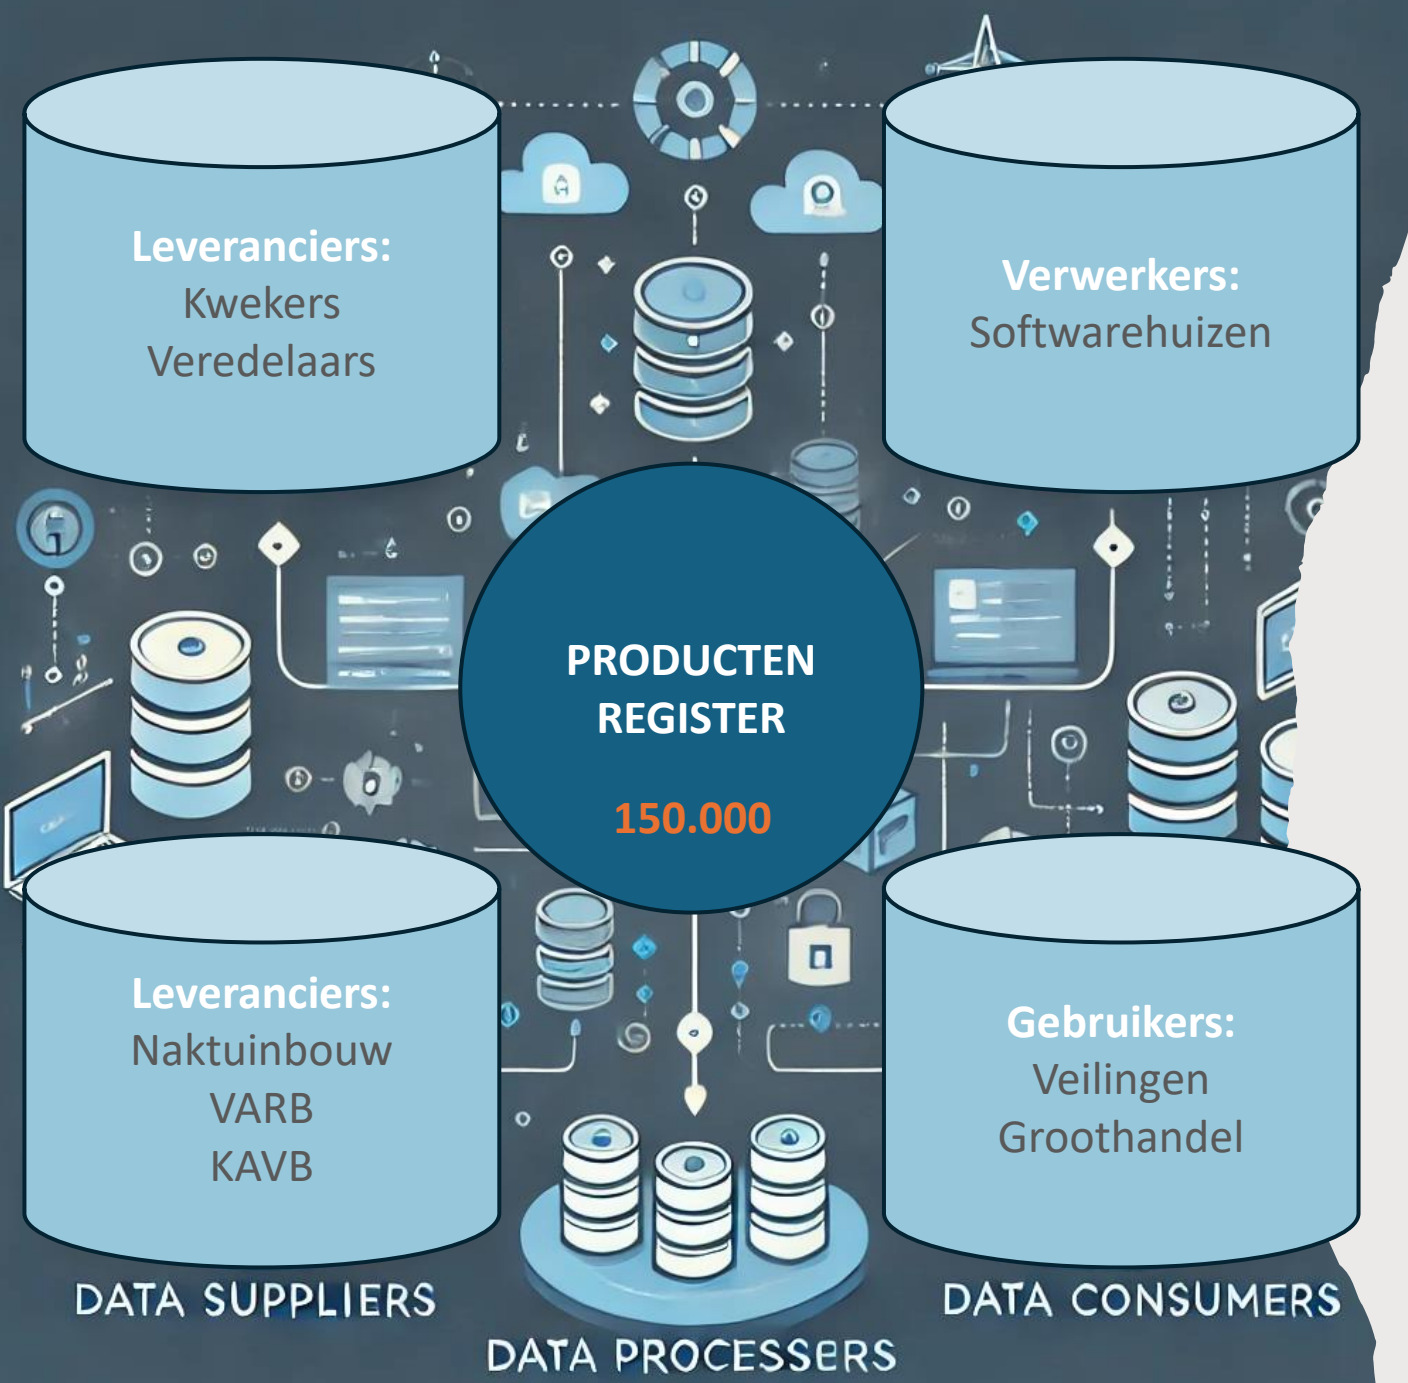 Leveranciers:
Kwekers
Veredelaars
Verwerkers:
Softwarehuizen
PRODUCTEN
REGISTER
150.000
Leveranciers:
Naktuinbouw
VARB
KAVB
Gebruikers:
Veilingen
Groothandel
DATA SUPPLIERS
DATA CONSUMERS
DATA PROCESSERS